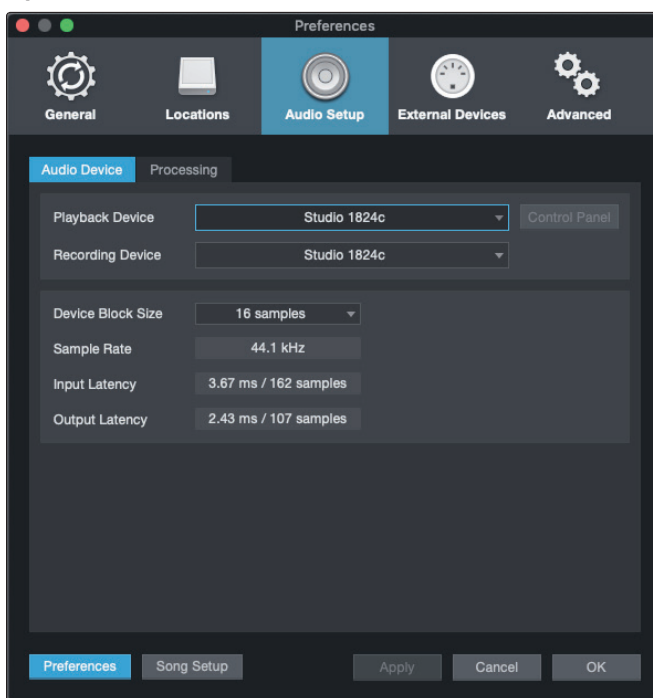 Preferences
General Locations Audio Setup External Devices Advanced
Audio Device Processing
Playback Device Studio 1824c Control Panel
Recording Device Studio 1824c
Device Block Size 16 samples
Sample Rate 44.1 kHz
Input Latency 3.67 ms / 162 samples
Output Latency 2.43 ms / 107 samples
Preferences Song Setup Apply Cancel OK